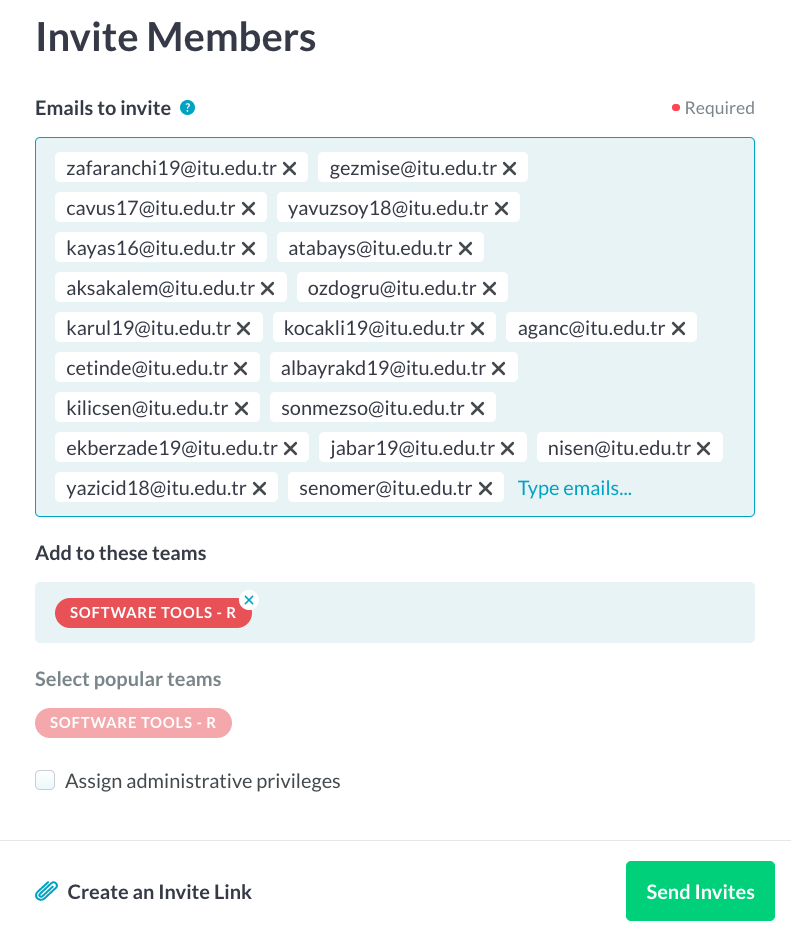 Invite Members
Emails to invite ? Required
zafaranchi19@itu.edu.tr gezmise@itu.edu.tr
cavus17@itu.edu.tr yavuzsoy18@itu.edu.tr
kayas16@itu.edu.tr atabays@itu.edu.tr
aksakalem@itu.edu.tr ozdogru@itu.edu.tr
karul19@itu.edu.tr kocakli19@itu.edu.tr aganc@itu.edu.tr
cetinde@itu.edu.tr albayrakd19@itu.edu.tr
kilicsen@itu.edu.tr sonmezso@itu.edu.tr
ekberzade19@itu.edu.tr jabar19@itu.edu.tr nisen@itu.edu.tr
yazicid18@itu.edu.tr senomer@itu.edu.tr Type emails...
Add to these teams
SOFTWARE TOOLS - R
Select popular teams
SOFTWARE TOOLS - R
Assign administrative privileges
Create an Invite Link Send Invites